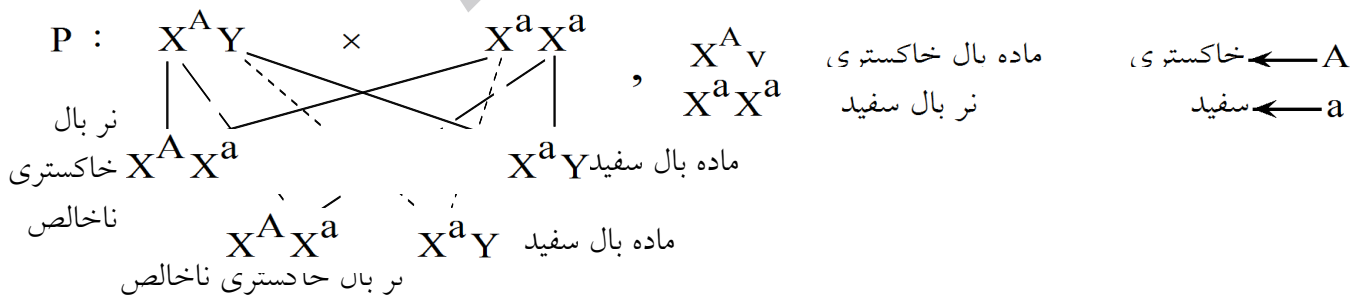 P : X^A Y × X^a X^a , X^A Y ماده بال خاکستری A → خاکستری
X^a X^a نر بال سفید a → سفید
نر بال
خاکستری X^A X^a X^a Y ماده بال سفید
ناخالص
X^A X^a X^a Y ماده بال سفید
نر بال خاکستری ناخالص